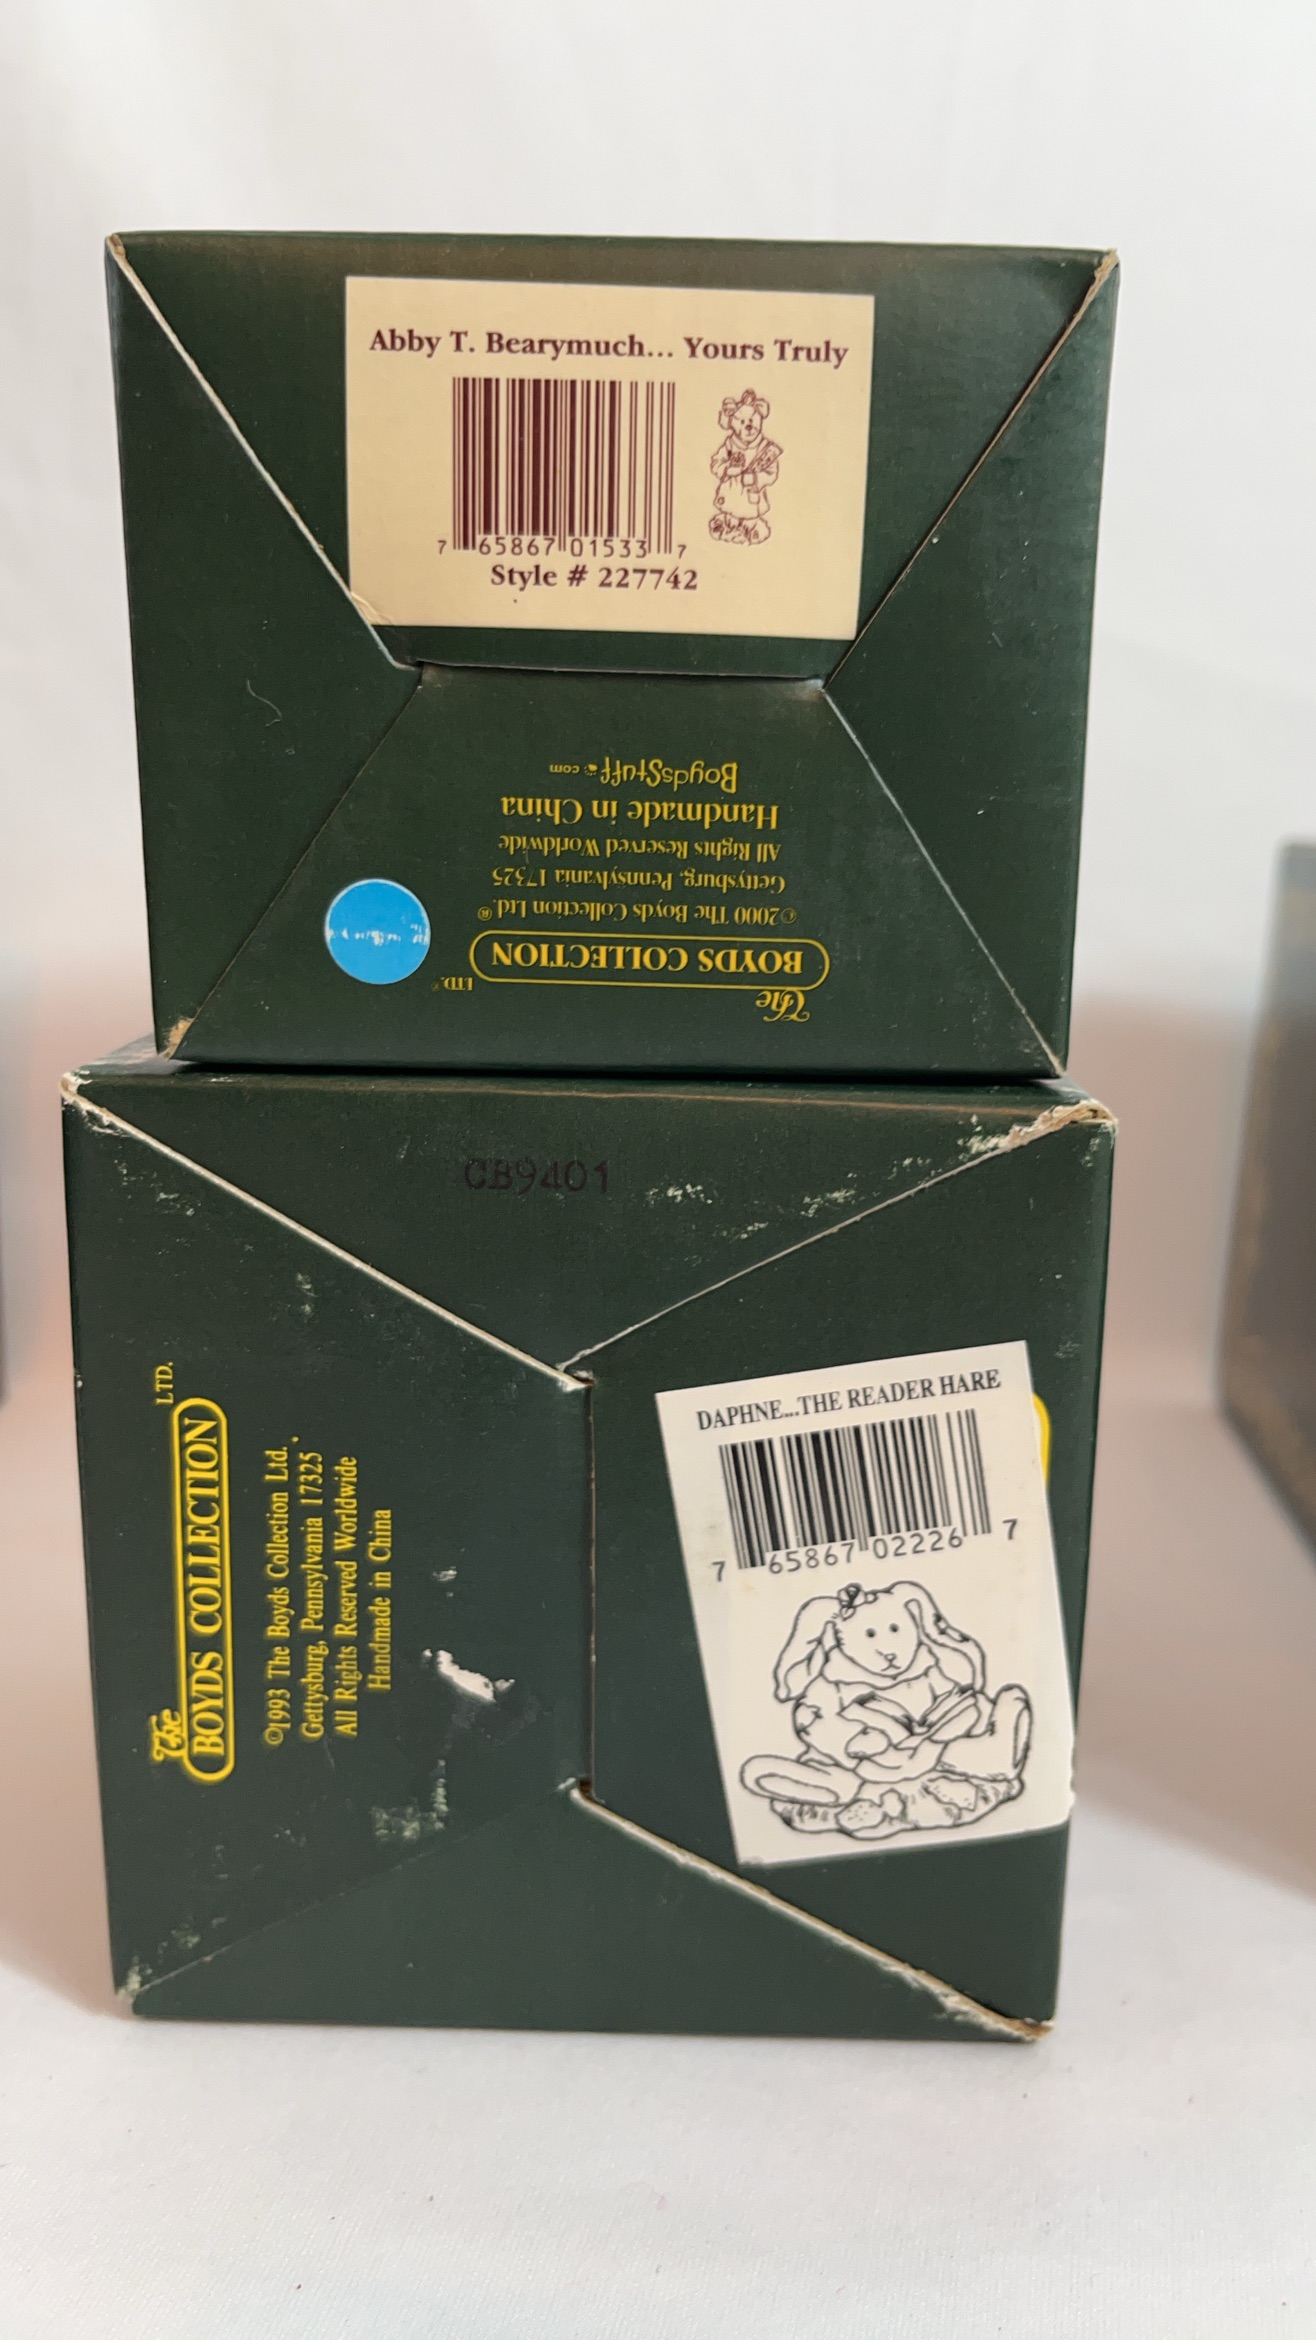 Abby T. Bearymuch... Yours Truly
7 65867 01533 7
Style # 227742
The
BOYDS COLLECTION
LTD.®
©2000 The Boyds Collection Ltd.®
Gettysburg, Pennsylvania 17325
All Rights Reserved Worldwide
Handmade in China
BoydsStuff.com
CB9401
The
BOYDS COLLECTION
LTD.
©1993 The Boyds Collection Ltd.
Gettysburg, Pennsylvania 17325
All Rights Reserved Worldwide
Handmade in China
DAPHNE...THE READER HARE
7 65867 02226 7